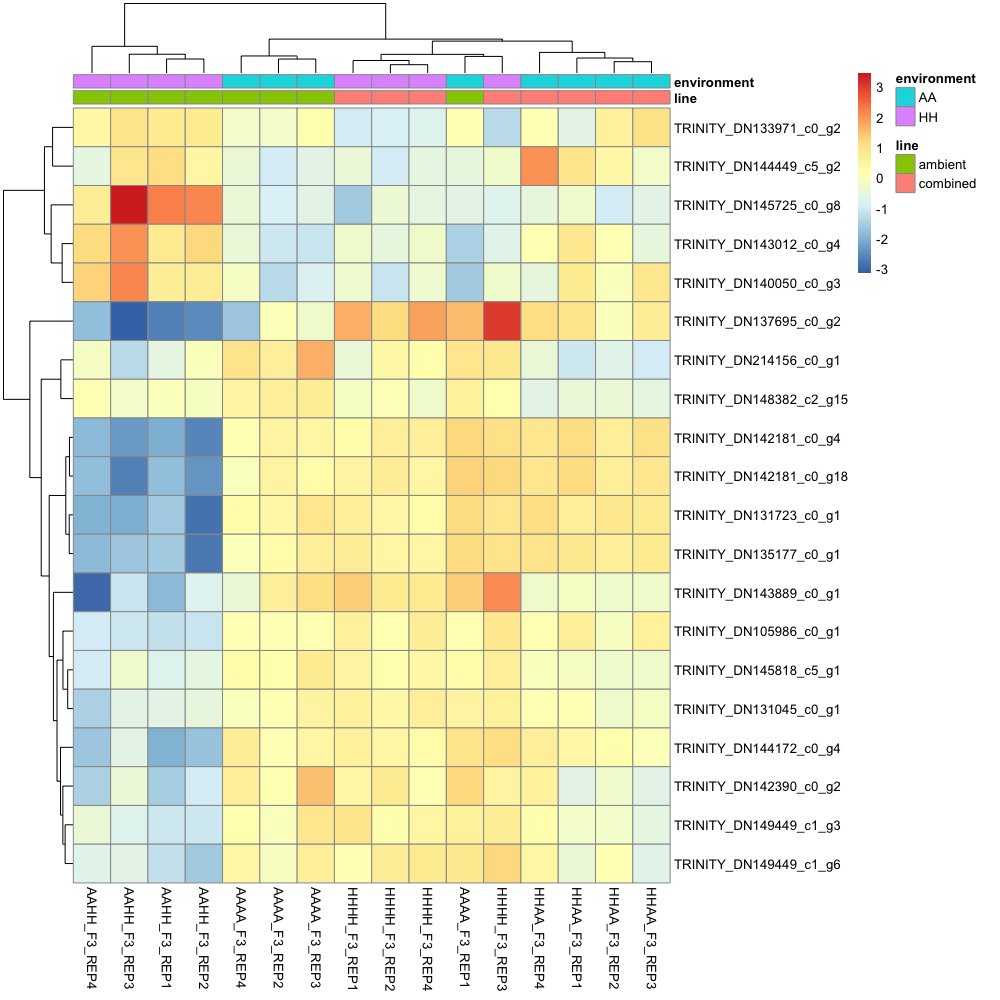 environment
line
TRINITY_DN133971_c0_g2
TRINITY_DN144449_c5_g2
TRINITY_DN145725_c0_g8
TRINITY_DN143012_c0_g4
TRINITY_DN140050_c0_g3
TRINITY_DN137695_c0_g2
TRINITY_DN214156_c0_g1
TRINITY_DN148382_c2_g15
TRINITY_DN142181_c0_g4
TRINITY_DN142181_c0_g18
TRINITY_DN131723_c0_g1
TRINITY_DN135177_c0_g1
TRINITY_DN143889_c0_g1
TRINITY_DN105986_c0_g1
TRINITY_DN145818_c5_g1
TRINITY_DN131045_c0_g1
TRINITY_DN144172_c0_g4
TRINITY_DN142390_c0_g2
TRINITY_DN149449_c1_g3
TRINITY_DN149449_c1_g6
AAHH_F3_REP4
AAHH_F3_REP3
AAHH_F3_REP1
AAHH_F3_REP2
AAAA_F3_REP4
AAAA_F3_REP2
AAAA_F3_REP3
HHHH_F3_REP1
HHHH_F3_REP2
HHHH_F3_REP4
AAAA_F3_REP1
HHHH_F3_REP3
HHAA_F3_REP4
HHAA_F3_REP1
HHAA_F3_REP2
HHAA_F3_REP3
3
2
1
0
-1
-2
-3
environment
AA
HH
line
ambient
combined